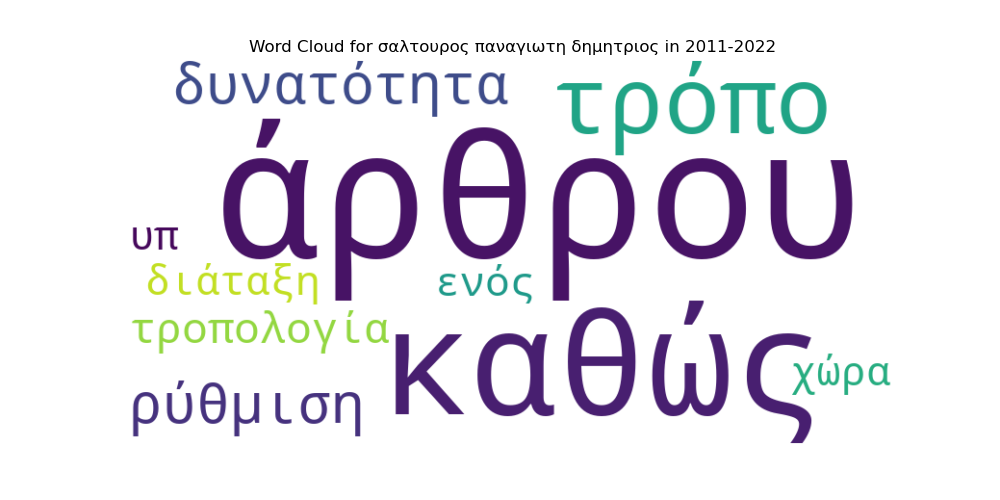 Word Cloud for σαλτουρος παναγιωτη δημητριος in 2011-2022
δυνατότητα
τρόπο
άρθρου
υπ
διάταξη
ενός
τροπολογία
καθώς
χώρα
ρύθμιση